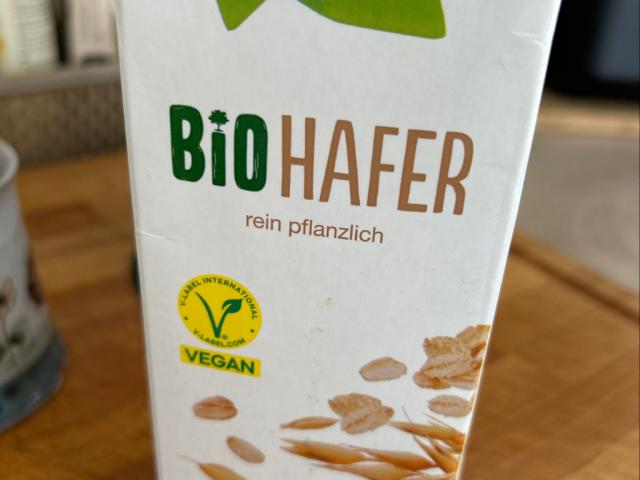 BiO HAFER
rein pflanzlich
V-LABEL INTERNATIONAL
V-LABEL.COM
VEGAN